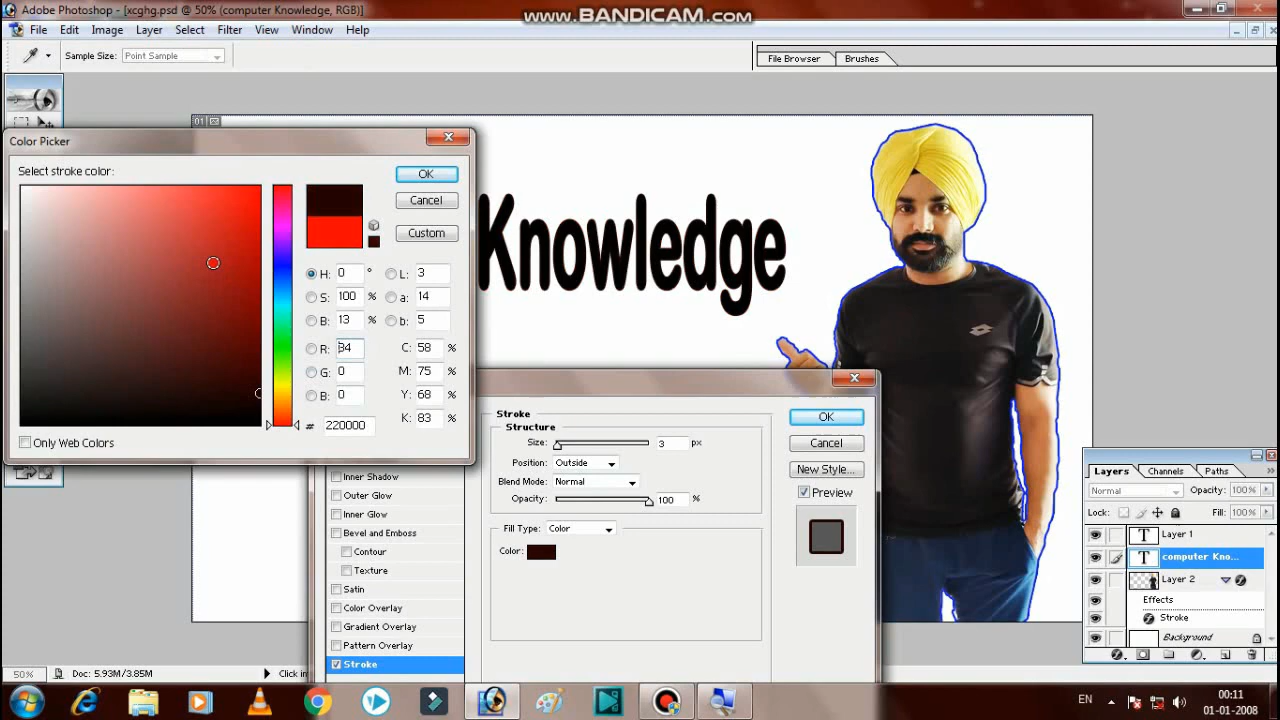 Adobe Photoshop - [xcghg.psd @ 50% (computer Knowledge, RGB)]
www.BANDICAM.com
File Edit Image Layer Select Filter View Window Help
Sample Size: Point Sample
File Browser Brushes
01
Color Picker
Select stroke color:
OK
Cancel
Custom
H: 0 ° L: 3
S: 100 % a: 14
B: 13 % b: 5
R: 34 C: 58 %
G: 0 M: 75 %
B: 0 Y: 68 %
# 220000 K: 83 %
Only Web Colors
Knowledge
Stroke
Structure
Size: 3 px
Position: Outside
Blend Mode: Normal
Opacity: 100 %
Fill Type: Color
Color:
OK
Cancel
New Style...
Preview
Inner Shadow
Outer Glow
Inner Glow
Bevel and Emboss
Contour
Texture
Satin
Color Overlay
Gradient Overlay
Pattern Overlay
Stroke
Layers Channels Paths
Normal Opacity: 100%
Lock: Fill: 100%
T Layer 1
T computer Kno...
Layer 2
Effects
Stroke
Background
50% Doc: 5.93M/3.85M Click in
EN 00:11
01-01-2008